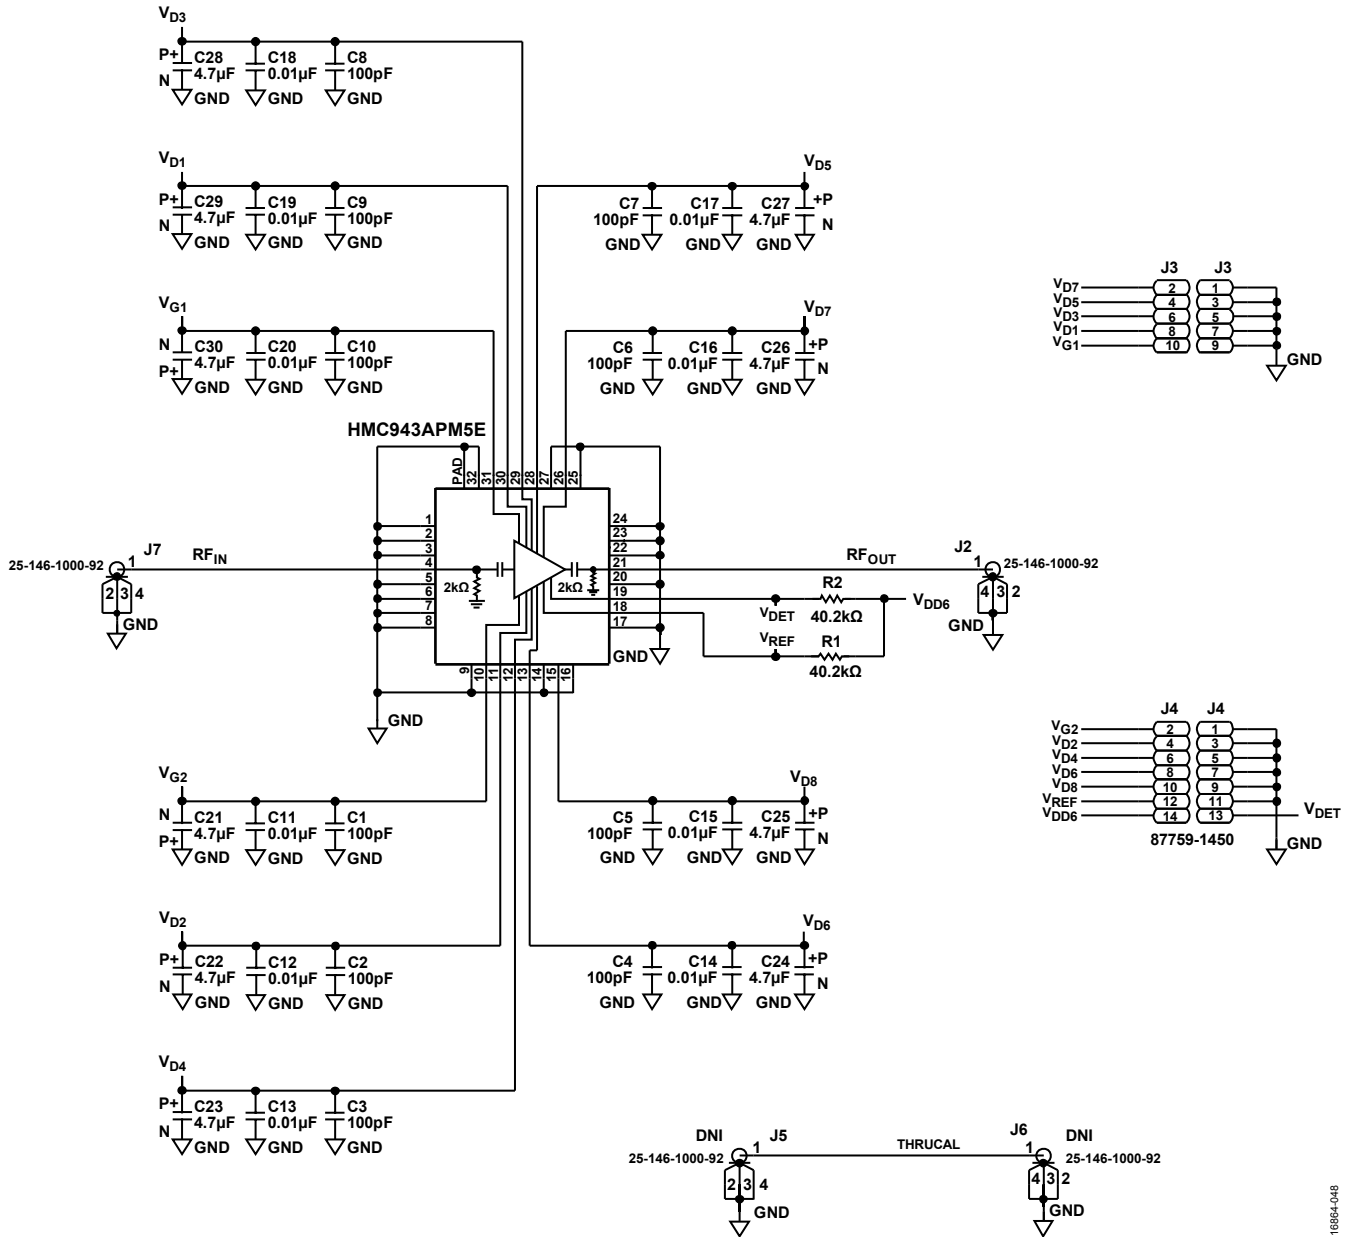 VD3
P+ C28 C18 C8
4.7µF 0.01µF 100pF
N
GND GND GND
VD1
P+ C29 C19 C9
4.7µF 0.01µF 100pF
N
GND GND GND
VD5
C7 C17 C27 +P
100pF 0.01µF 4.7µF
N
GND GND GND
VG1
N C30 C20 C10
4.7µF 0.01µF 100pF
P+
GND GND GND
VD7
C6 C16 C26 +P
100pF 0.01µF 4.7µF
N
GND GND GND
J3 J3
VD7 2 1
VD5 4 3
VD3 6 5
VD1 8 7
VG1 10 9
GND
HMC943APM5E
PAD 32 31 30 29 28 27 26 25
1 24
2 23
3 22
4 21
5 20
6 19
7 18
8 17
2kΩ 2kΩ
9 10 11 12 13 14 15 16
GND
GND
J7
25-146-1000-92 1 RFIN
2 3 4
GND
RFOUT J2
1 25-146-1000-92
4 3 2
GND
R2
VDET 40.2kΩ VDD6
VREF R1
40.2kΩ
J4 J4
VG2 2 1
VD2 4 3
VD4 6 5
VD6 8 7
VD8 10 9
VREF 12 11
VDD6 14 13 VDET
87759-1450
GND
VG2
N C21 C11 C1
4.7µF 0.01µF 100pF
P+
GND GND GND
VD8
C5 C15 C25 +P
100pF 0.01µF 4.7µF
N
GND GND GND
VD2
P+ C22 C12 C2
4.7µF 0.01µF 100pF
N
GND GND GND
VD6
C4 C14 C24 +P
100pF 0.01µF 4.7µF
N
GND GND GND
VD4
P+ C23 C13 C3
4.7µF 0.01µF 100pF
N
GND GND GND
DNI J5 THRUCAL J6 DNI
25-146-1000-92 1 1 25-146-1000-92
2 3 4 4 3 2
GND GND
16864-048